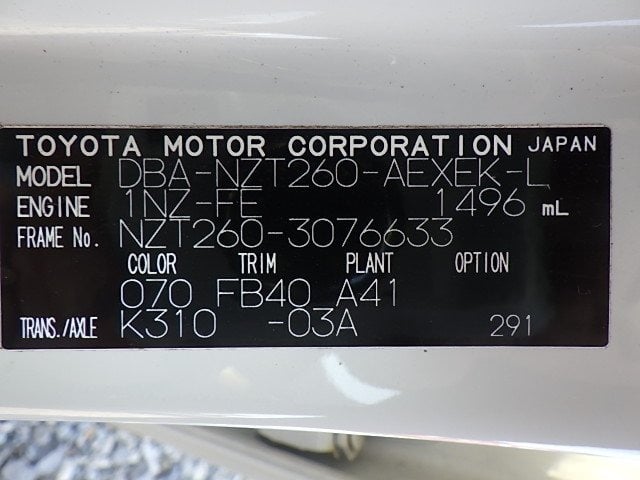 TOYOTA MOTOR CORPORATION JAPAN
MODEL DBA-NZT260-AEXEK-L
ENGINE 1NZ-FE 1496 mL
FRAME No. NZT260-3076633
COLOR TRIM PLANT OPTION
070 FB40 A41
TRANS./AXLE K310 -03A 291